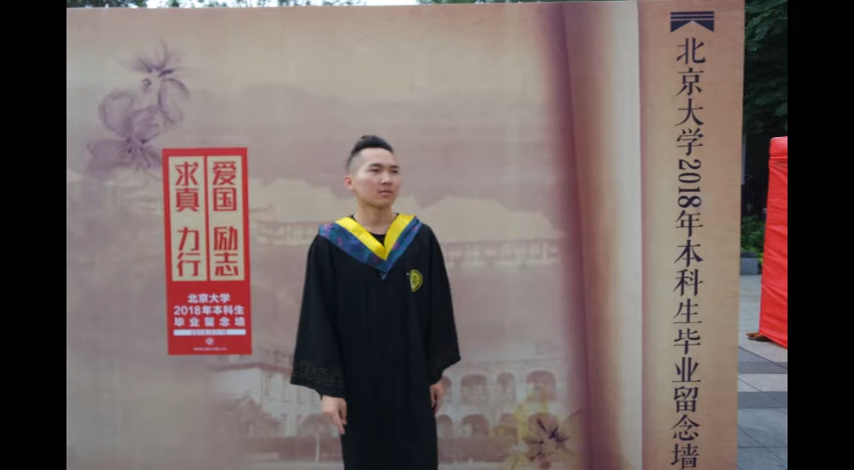 爱国 励志
求真 力行
北京大学
2018年本科生
毕业留念墙
北京大学2018年本科生毕业留念墙